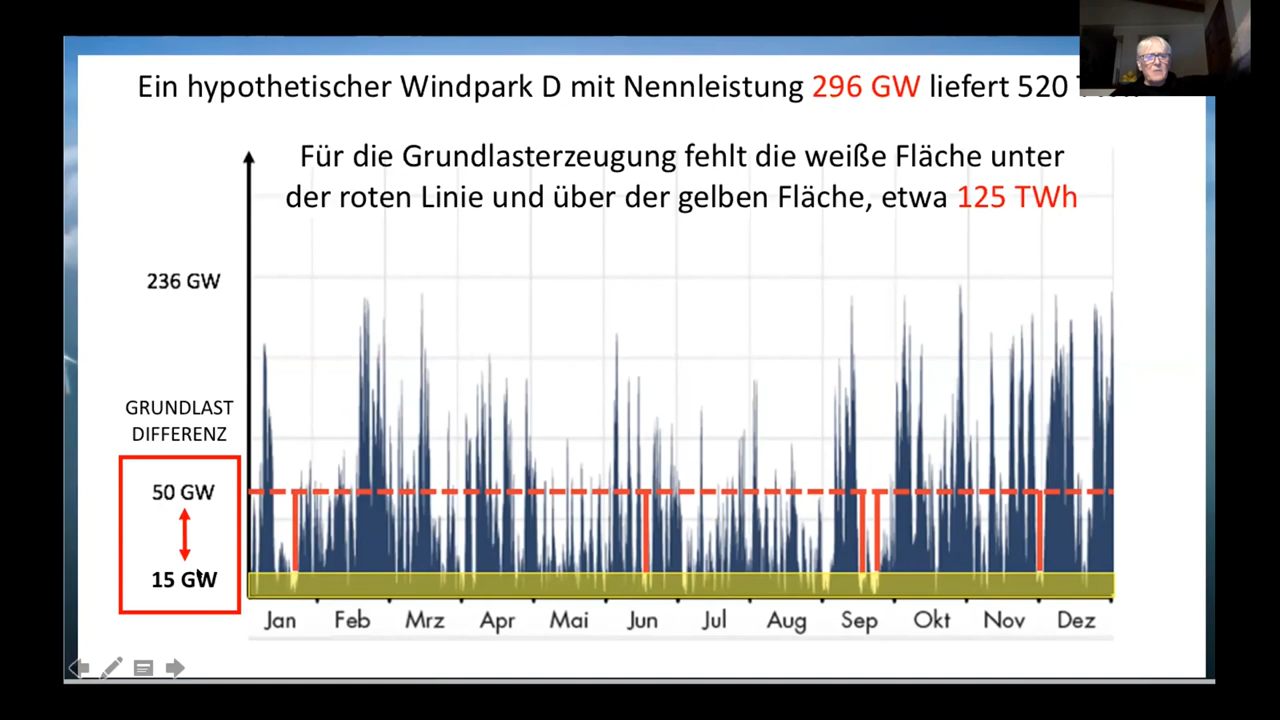 Ein hypothetischer Windpark D mit Nennleistung 296 GW liefert 520
Für die Grundlasterzeugung fehlt die weiße Fläche unter
der roten Linie und über der gelben Fläche, etwa 125 TWh
236 GW
GRUNDLAST
DIFFERENZ
50 GW
15 GW
Jan Feb Mrz Apr Mai Jun Jul Aug Sep Okt Nov Dez